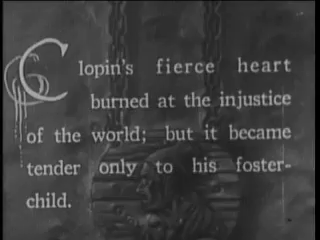 Clopin's fierce heart
burned at the injustice
of the world; but it became
tender only to his foster-
child.